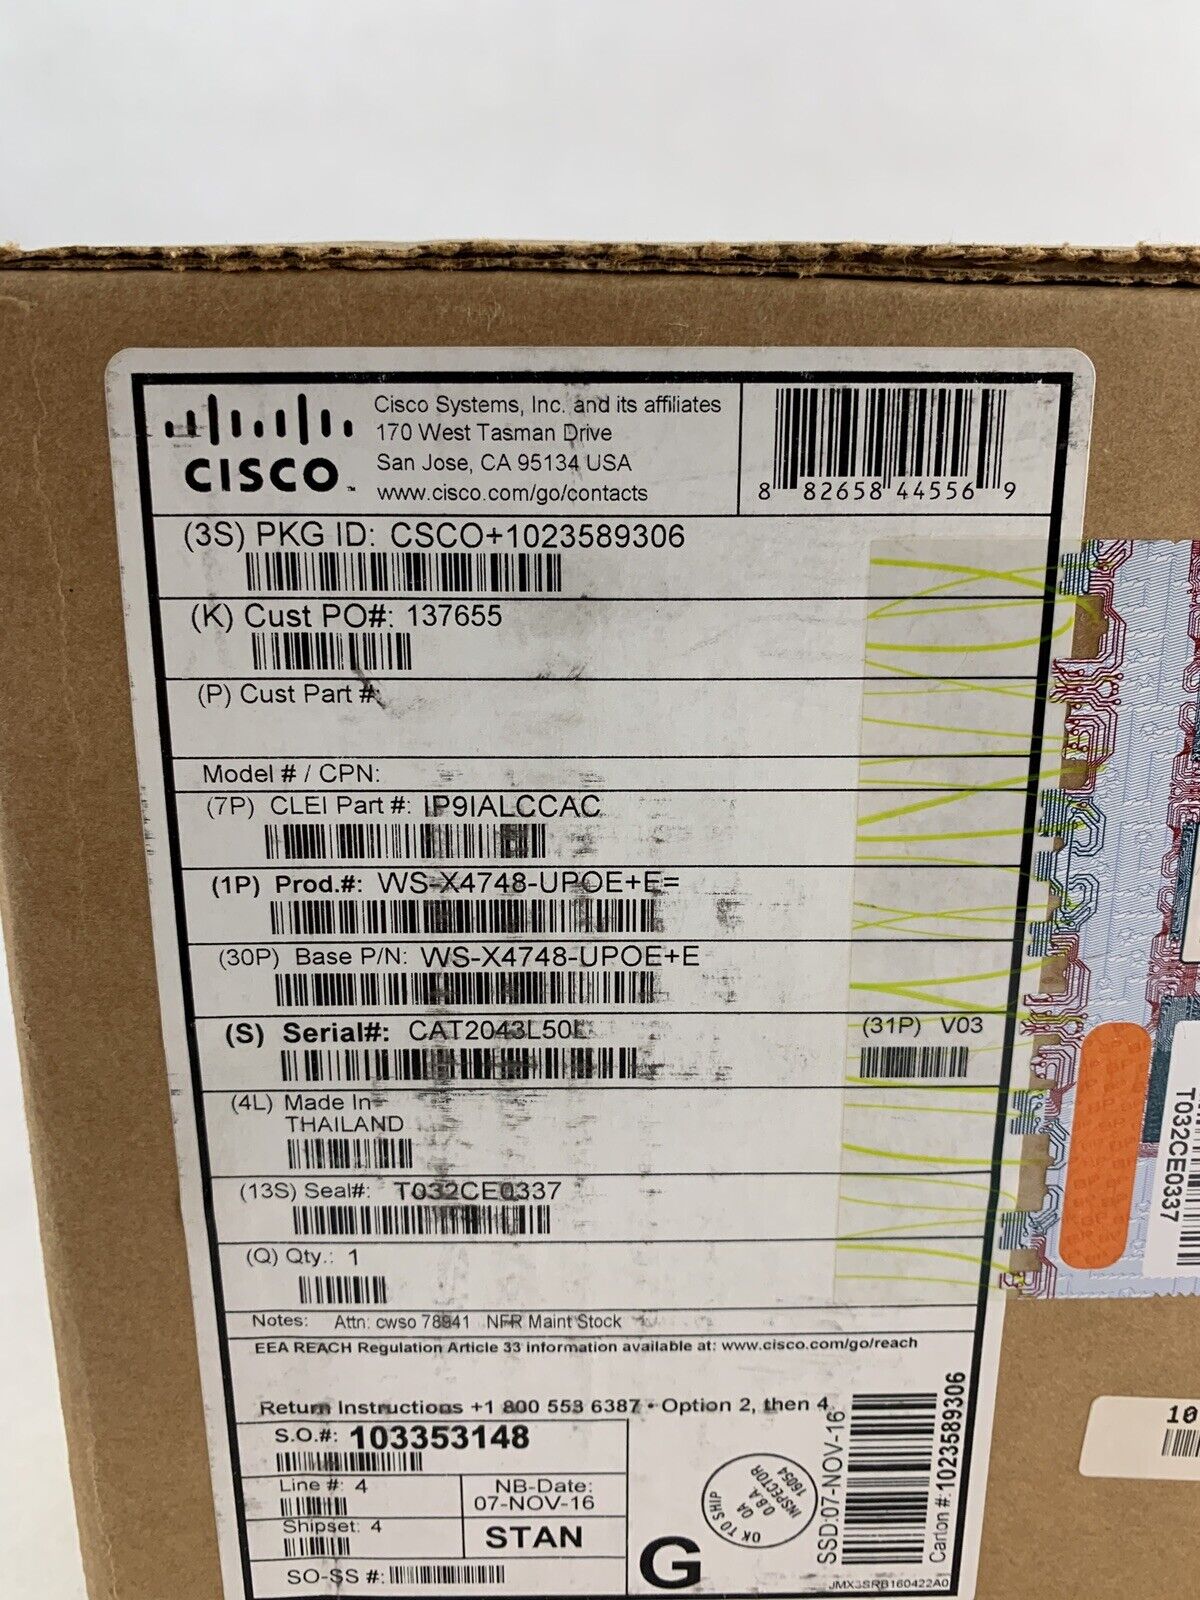 CISCO
Cisco Systems, Inc. and its affiliates
170 West Tasman Drive
San Jose, CA 95134 USA
www.cisco.com/go/contacts
8 82658 44556 9
(3S) PKG ID: CSCO+1023589306
(K) Cust PO#: 137655
(P) Cust Part #:
Model # / CPN:
(7P) CLEI Part #: IP9IALCCAC
(1P) Prod.#: WS-X4748-UPOE+E=
(30P) Base P/N: WS-X4748-UPOE+E
(S) Serial#: CAT2043L50L
(31P) V03
(4L) Made In
THAILAND
(13S) Seal#: T032CE0337
(Q) Qty.: 1
Notes: Attn: cwso 78941 NFR Maint Stock
EEA REACH Regulation Article 33 information available at: www.cisco.com/go/reach
Return Instructions +1 800 553 6387 • Option 2, then 4
S.O.#: 103353148
Line #: 4
NB-Date:
07-NOV-16
Shipset: 4
STAN
SO-SS #:
G
OK TO SHIP
QA
O.B.A.
INSPECTOR
16054
SSD:07-NOV-16
Carton #:1023589306
JMX3SRB160422A0
T032CE0337
10